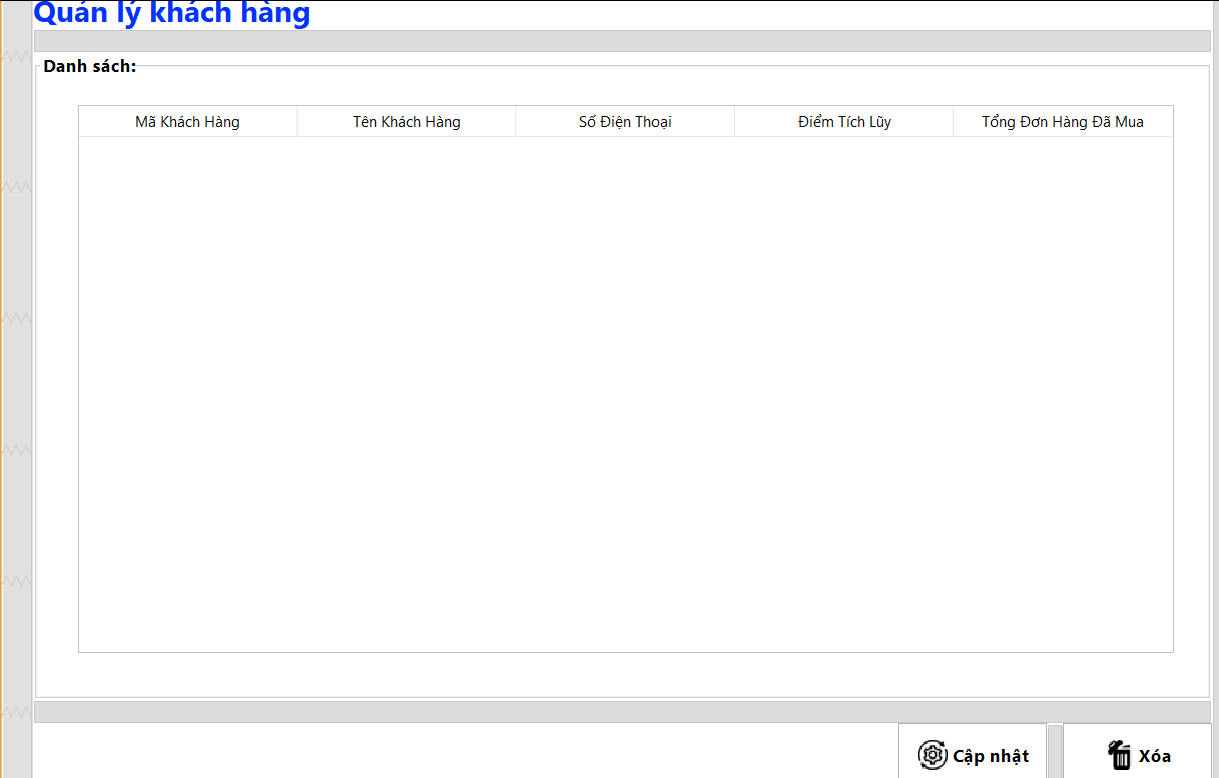 Quản lý khách hàng
Danh sách:
Mã Khách Hàng Tên Khách Hàng Số Điện Thoại Điểm Tích Lũy Tổng Đơn Hàng Đã Mua
Cập nhật Xóa